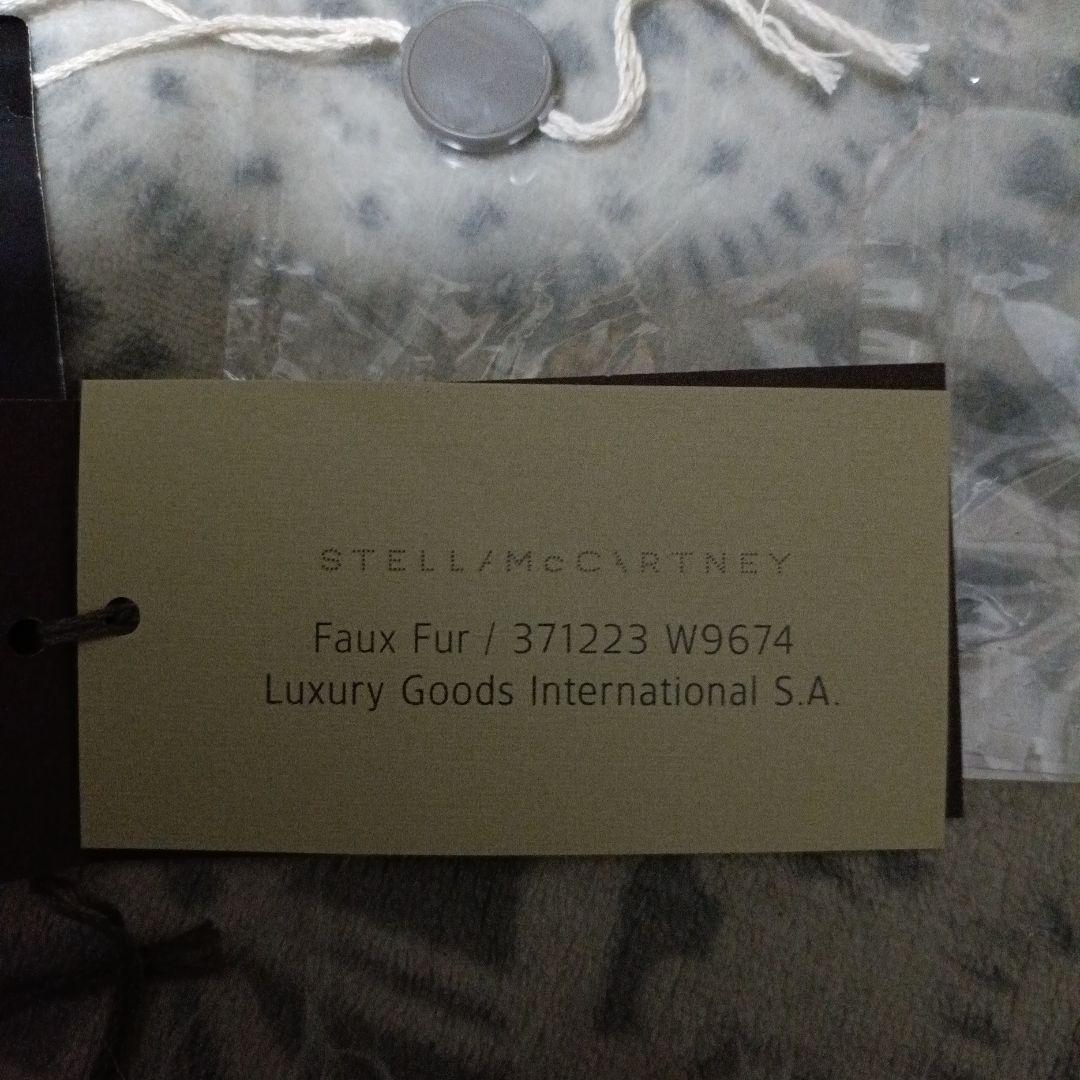 STELLA McCARTNEY
Faux Fur / 371223 W9674
Luxury Goods International S.A.